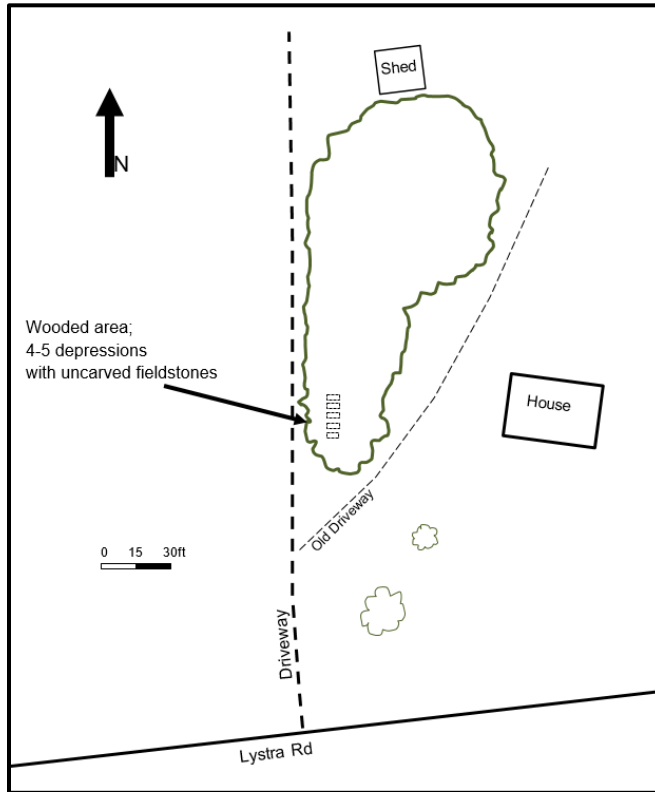 Shed
N
Wooded area;
4-5 depressions
with uncarved fieldstones
House
Old Driveway
0 15 30ft
Driveway
Lystra Rd